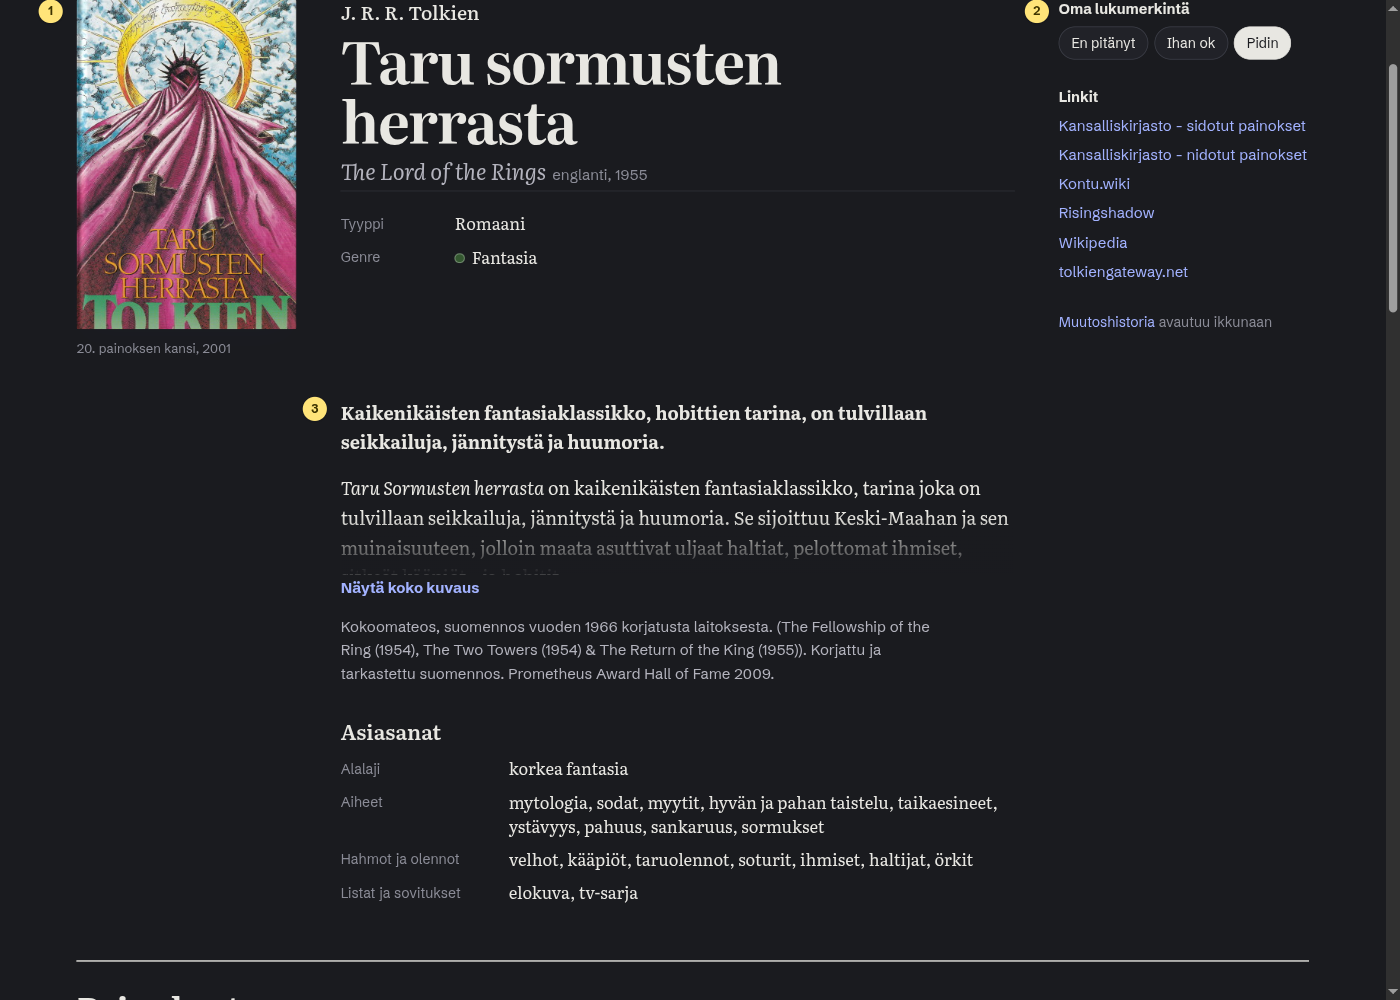 1
TARU
SORMUSTEN
HERRASTA
TOLKIEN
20. painoksen kansi, 2001
J. R. R. Tolkien
Taru sormusten
herrasta
The Lord of the Rings englanti, 1955
Tyyppi Romaani
Genre Fantasia
2 Oma lukumerkintä
En pitänyt Ihan ok Pidin
Linkit
Kansalliskirjasto - sidotut painokset
Kansalliskirjasto - nidotut painokset
Kontu.wiki
Risingshadow
Wikipedia
tolkiengateway.net
Muutoshistoria avautuu ikkunaan
3 Kaikenikäisten fantasiaklassikko, hobittien tarina, on tulvillaan
seikkailuja, jännitystä ja huumoria.
Taru Sormusten herrasta on kaikenikäisten fantasiaklassikko, tarina joka on
tulvillaan seikkailuja, jännitystä ja huumoria. Se sijoittuu Keski-Maahan ja sen
muinaisuuteen, jolloin maata asuttivat uljaat haltiat, pelottomat ihmiset,
Näytä koko kuvaus
Kokoomateos, suomennos vuoden 1966 korjatusta laitoksesta. (The Fellowship of the
Ring (1954), The Two Towers (1954) & The Return of the King (1955)). Korjattu ja
tarkastettu suomennos. Prometheus Award Hall of Fame 2009.
Asiasanat
Alalaji korkea fantasia
Aiheet mytologia, sodat, myytit, hyvän ja pahan taistelu, taikaesineet,
ystävyys, pahuus, sankaruus, sormukset
Hahmot ja olennot velhot, kääpiöt, taruolennot, soturit, ihmiset, haltijat, örkit
Listat ja sovitukset elokuva, tv-sarja